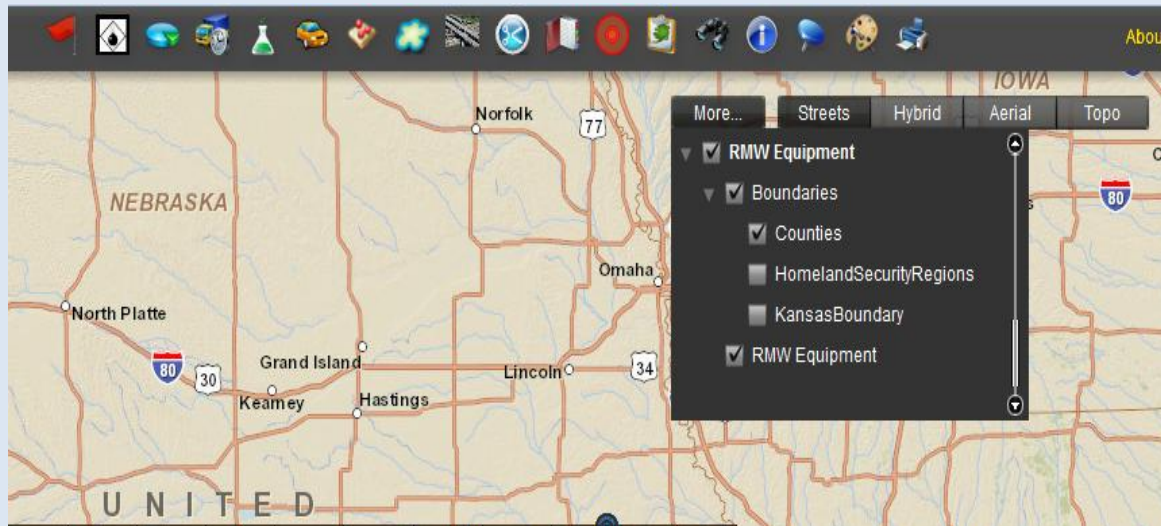 Abou
IOWA
More... Streets Hybrid Aerial Topo
Norfolk
77
RMW Equipment
NEBRASKA
Boundaries
80
Counties
Omaha
HomelandSecurityRegions
North Platte
KansasBoundary
80
30
Grand Island
RMW Equipment
Lincoln
34
Kearney
Hastings
UNITED